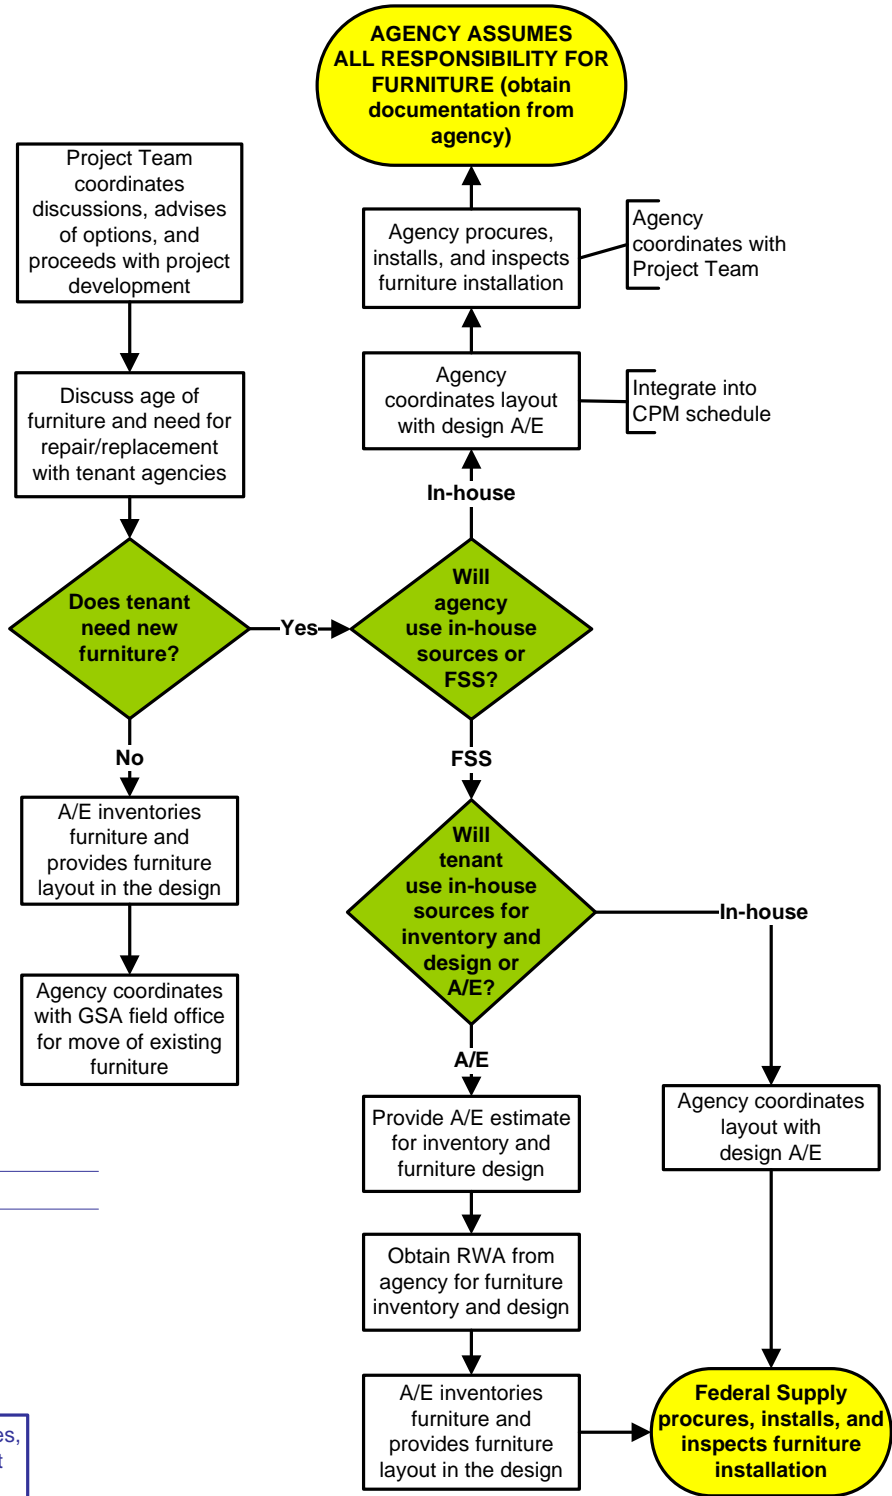 AGENCY ASSUMES
ALL RESPONSIBILITY FOR
FURNITURE (obtain
documentation from
agency)
Project Team
coordinates
discussions, advises
of options, and
proceeds with project
development
Agency procures,
installs, and inspects
furniture installation
Agency
coordinates with
Project Team
Discuss age of
furniture and need for
repair/replacement
with tenant agencies
Agency
coordinates layout
with design A/E
Integrate into
CPM schedule
In-house
Does tenant
need new
furniture?
Yes
Will
agency
use in-house
sources or
FSS?
No
FSS
A/E inventories
furniture and
provides furniture
layout in the design
Will
tenant
use in-house
sources for
inventory and
design or
A/E?
In-house
Agency coordinates
with GSA field office
for move of existing
furniture
A/E
Provide A/E estimate
for inventory and
furniture design
Agency coordinates
layout with
design A/E
Obtain RWA from
agency for furniture
inventory and design
A/E inventories
furniture and
provides furniture
layout in the design
Federal Supply
procures, installs, and
inspects furniture
installation